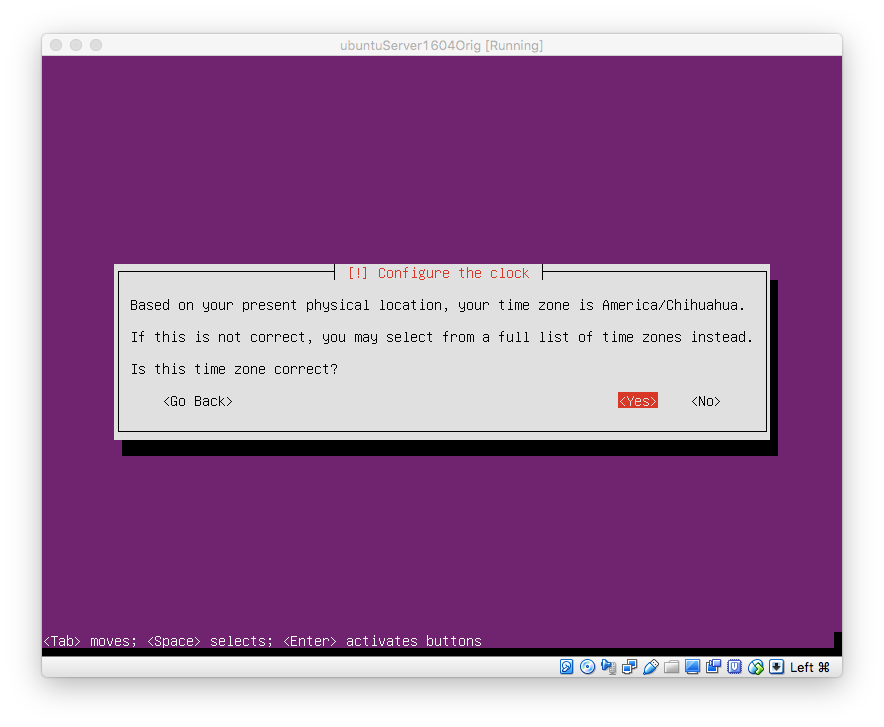 ubuntuServer1604Orig [Running]
[!] Configure the clock
Based on your present physical location, your time zone is America/Chihuahua.
If this is not correct, you may select from a full list of time zones instead.
Is this time zone correct?
<Go Back> <Yes> <No>
<Tab> moves; <Space> selects; <Enter> activates buttons
Left ⌘